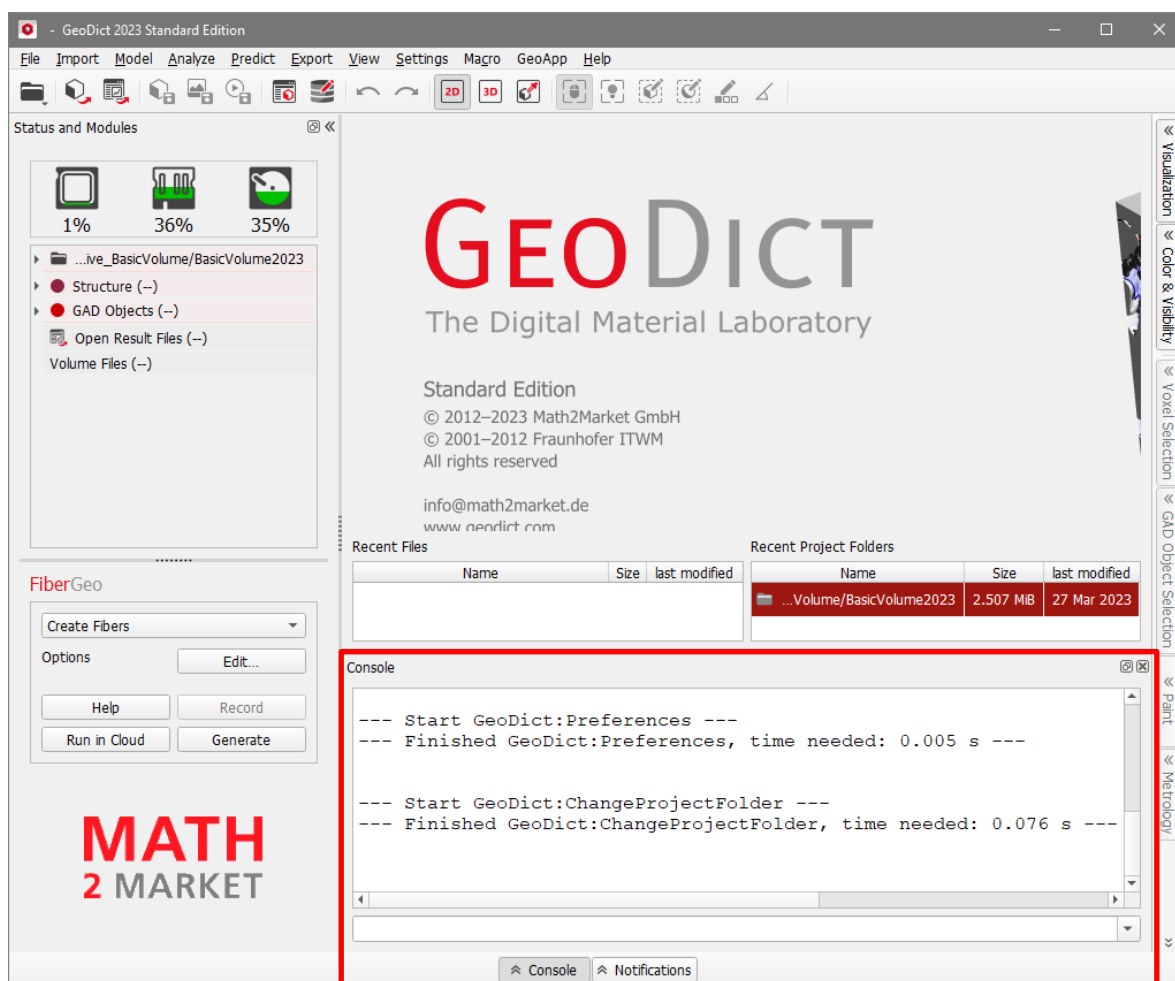 - GeoDict 2023 Standard Edition
File Import Model Analyze Predict Export View Settings Macro GeoApp Help
2D 3D
Status and Modules
1% 36% 35%
...ive_BasicVolume/BasicVolume2023
Structure (--)
GAD Objects (--)
Open Result Files (--)
Volume Files (--)
FiberGeo
Create Fibers
Options Edit...
Help Record
Run in Cloud Generate
MATH
2 MARKET
GEODICT
The Digital Material Laboratory
Standard Edition
© 2012–2023 Math2Market GmbH
© 2001–2012 Fraunhofer ITWM
All rights reserved
info@math2market.de
www.geodict.com
Recent Files
Name Size last modified
Recent Project Folders
Name Size last modified
...Volume/BasicVolume2023 2.507 MiB 27 Mar 2023
Console
--- Start GeoDict:Preferences ---
--- Finished GeoDict:Preferences, time needed: 0.005 s ---
--- Start GeoDict:ChangeProjectFolder ---
--- Finished GeoDict:ChangeProjectFolder, time needed: 0.076 s ---
Console Notifications
Visualization
Color & Visibility
Voxel Selection
GAD Object Selection
Paint
Metrology